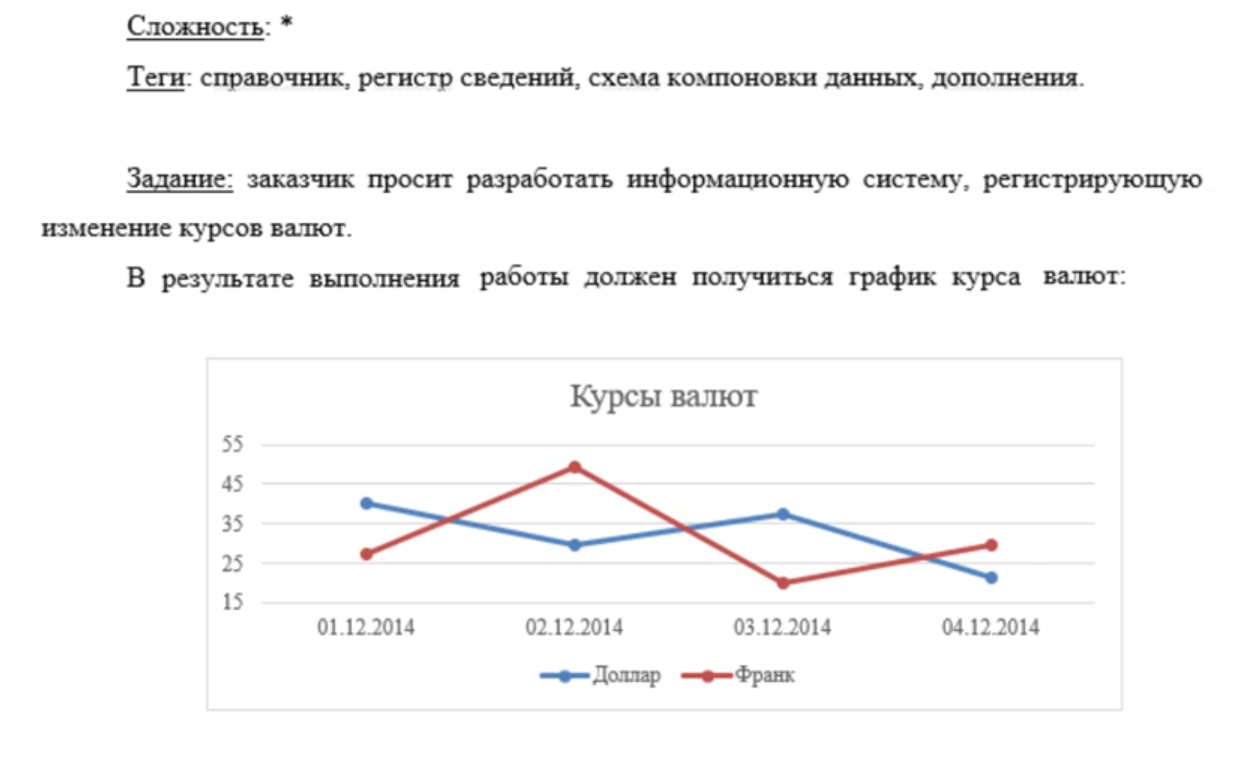 Сложность: *
Теги: справочник, регистр сведений, схема компоновки данных, дополнения.
Задание: заказчик просит разработать информационную систему, регистрирующую
изменение курсов валют.
В результате выполнения работы должен получиться график курса валют:
Курсы валют
55
45
35
25
15
01.12.2014 02.12.2014 03.12.2014 04.12.2014
Доллар Франк